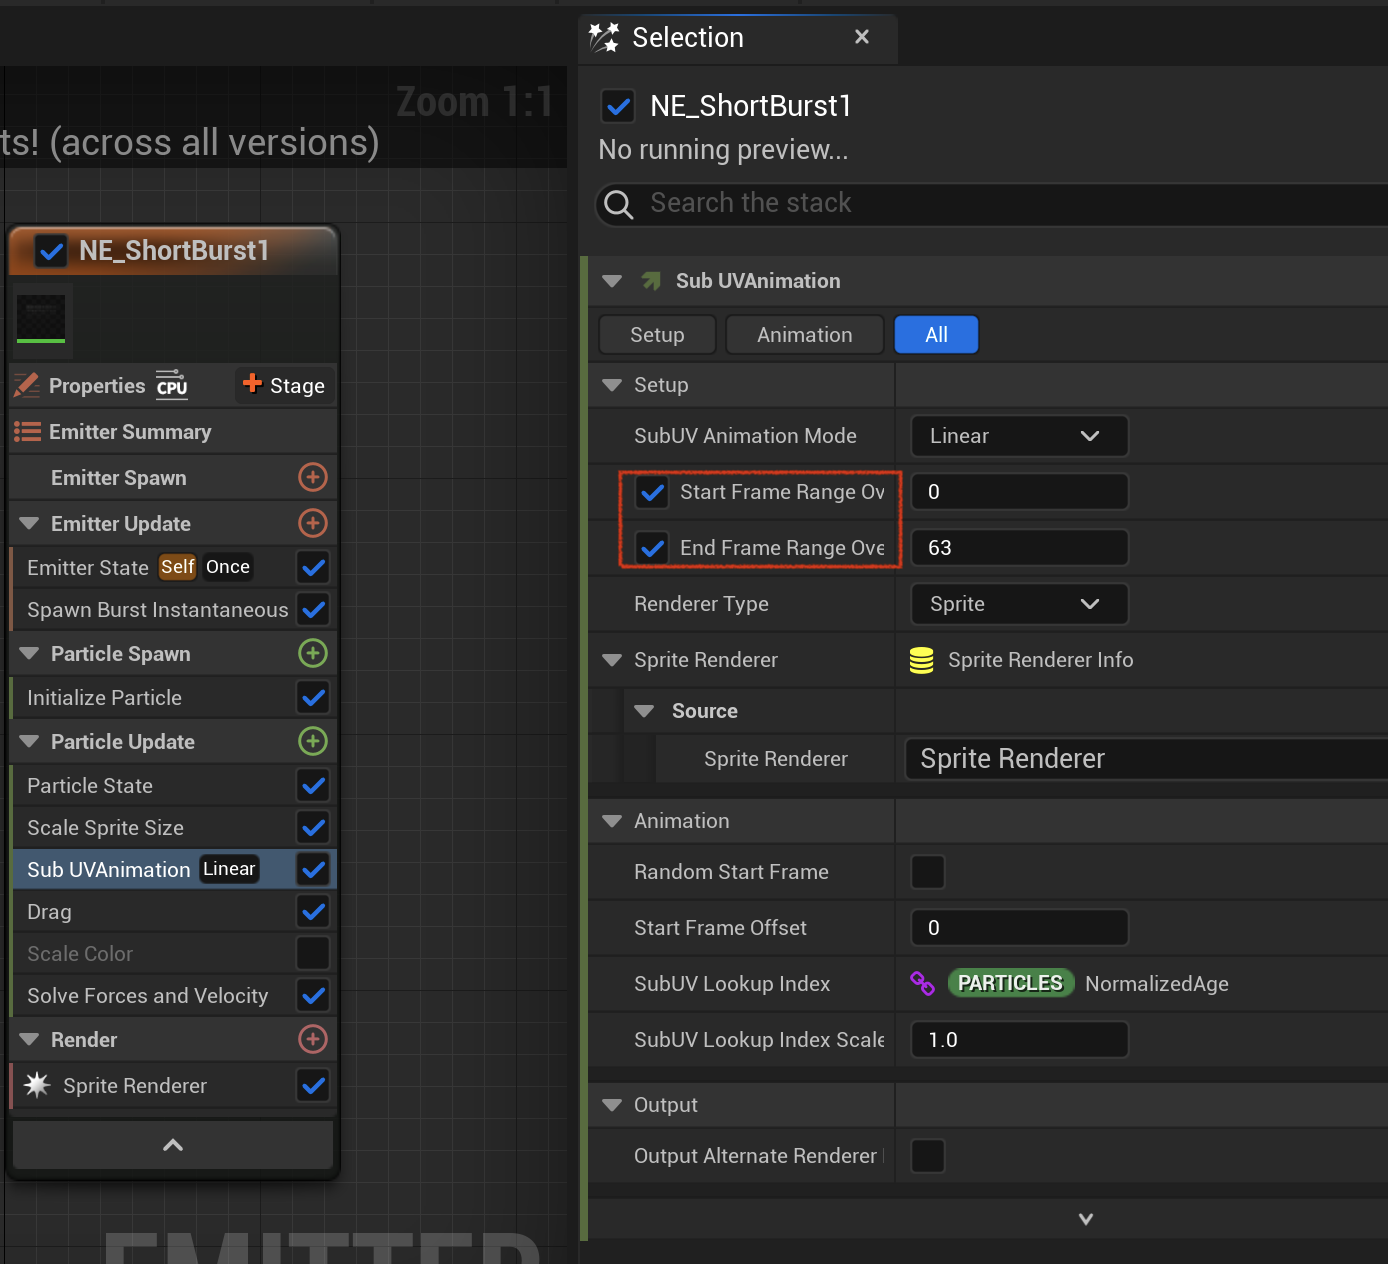 Zoom 1:1
ts! (across all versions)
NE_ShortBurst1
Properties CPU Stage
Emitter Summary
Emitter Spawn
Emitter Update
Emitter State Self Once
Spawn Burst Instantaneous
Particle Spawn
Initialize Particle
Particle Update
Particle State
Scale Sprite Size
Sub UVAnimation Linear
Drag
Scale Color
Solve Forces and Velocity
Render
Sprite Renderer
EMITTER
Selection
NE_ShortBurst1
No running preview...
Search the stack
Sub UVAnimation
Setup Animation All
Setup
SubUV Animation Mode Linear
Start Frame Range Ov 0
End Frame Range Ove 63
Renderer Type Sprite
Sprite Renderer Sprite Renderer Info
Source
Sprite Renderer Sprite Renderer
Animation
Random Start Frame
Start Frame Offset 0
SubUV Lookup Index PARTICLES NormalizedAge
SubUV Lookup Index Scale 1.0
Output
Output Alternate Renderer